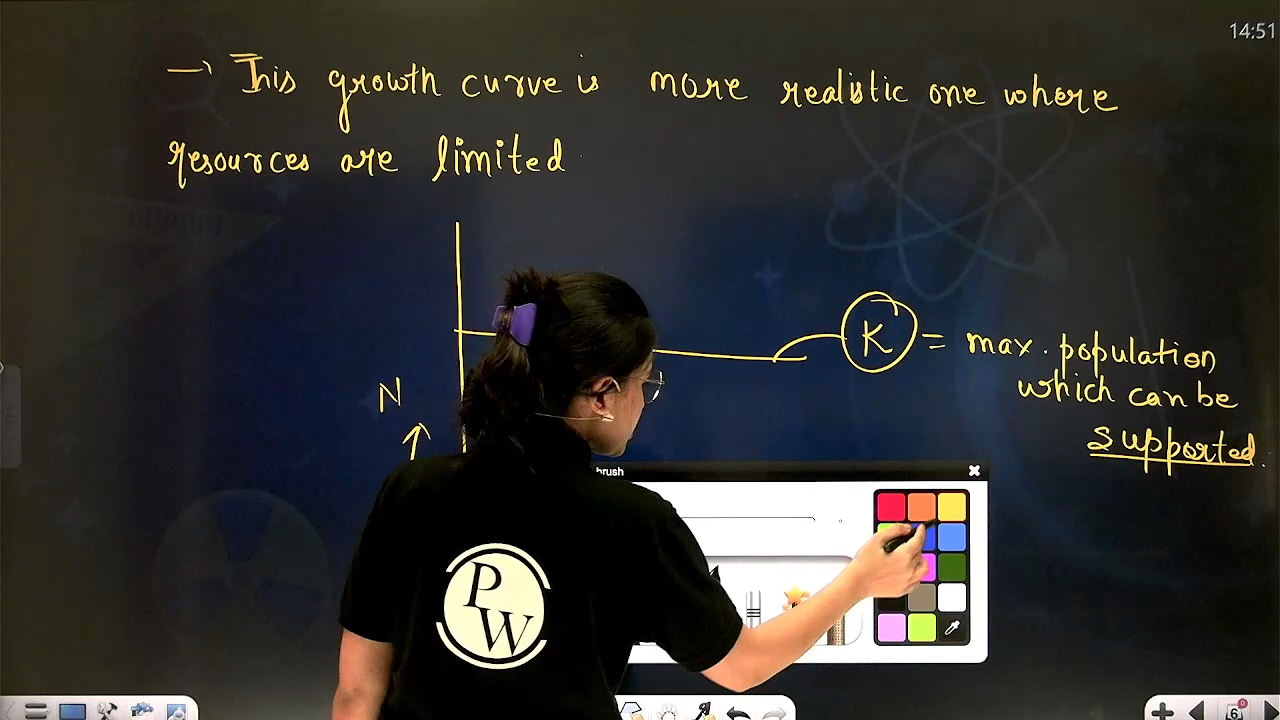 14:51
→ This growth curve is more realistic one where
resources are limited
K = max. population
which can be
supported.
N
brush
PW
6